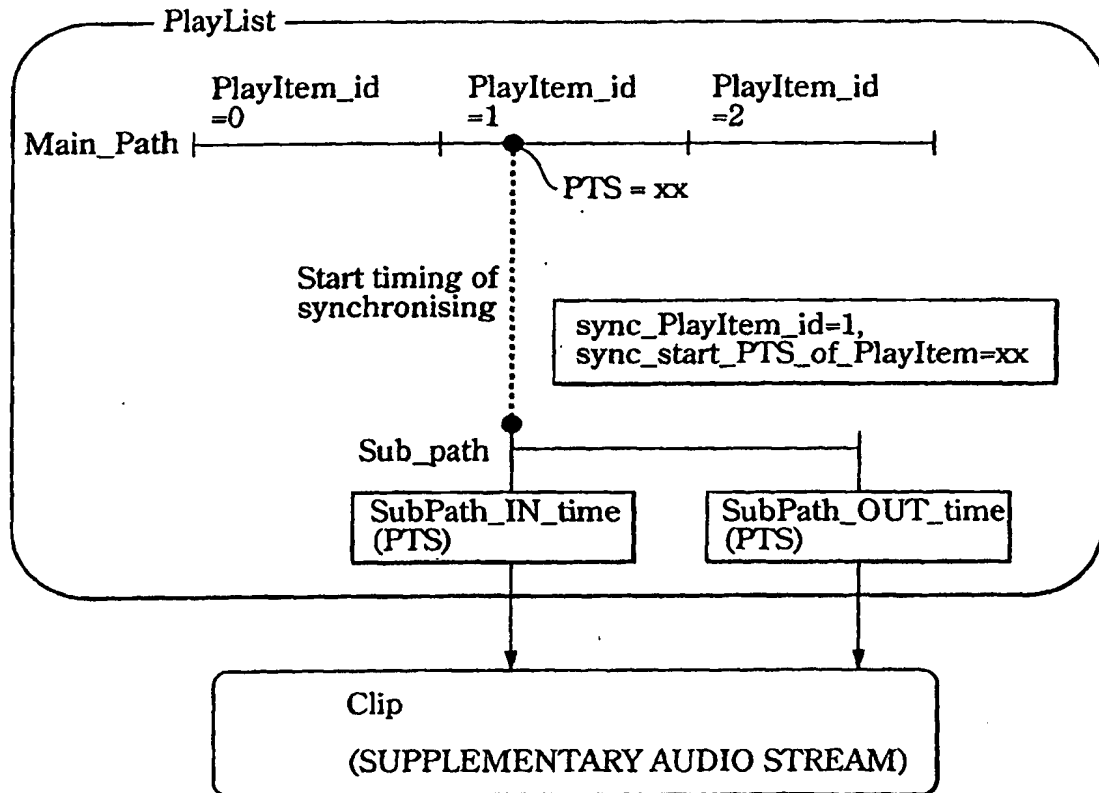 PlayList
PlayItem_id
=0
PlayItem_id
=1
PlayItem_id
=2
Main_Path
PTS = xx
Start timing of
synchronising
sync_PlayItem_id=1,
sync_start_PTS_of_PlayItem=xx
Sub_path
SubPath_IN_time
(PTS)
SubPath_OUT_time
(PTS)
Clip
(SUPPLEMENTARY AUDIO STREAM)